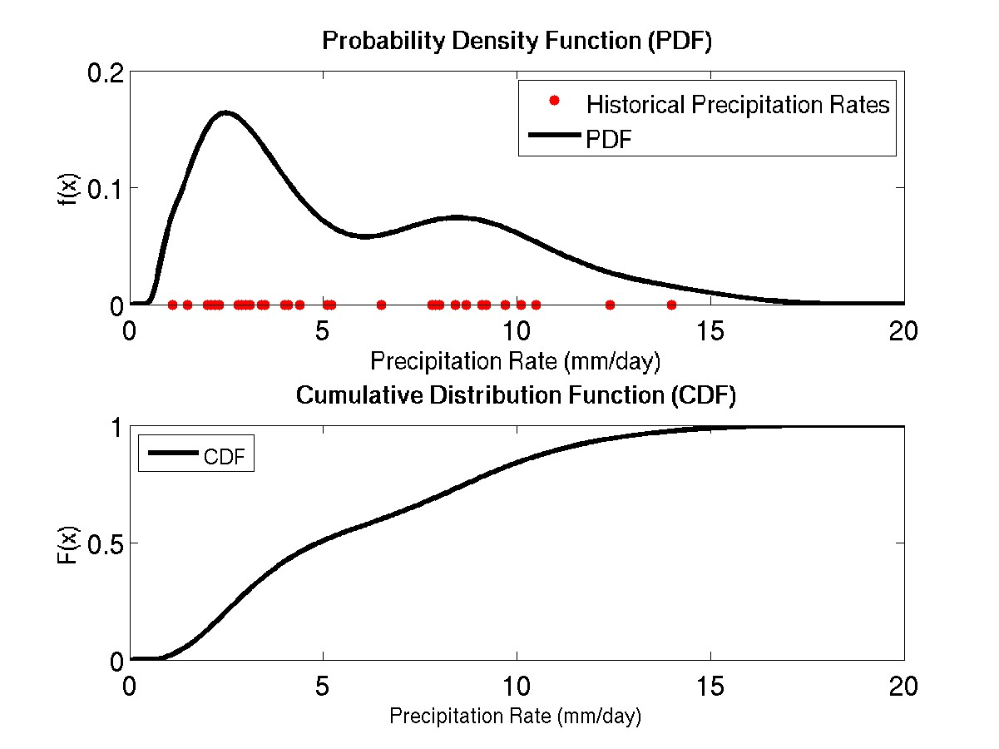 Probability Density Function (PDF)
0.2
Historical Precipitation Rates
PDF
f(x)
0.1
0
0 5 10 15 20
Precipitation Rate (mm/day)
Cumulative Distribution Function (CDF)
1
CDF
F(x)
0.5
0
0 5 10 15 20
Precipitation Rate (mm/day)